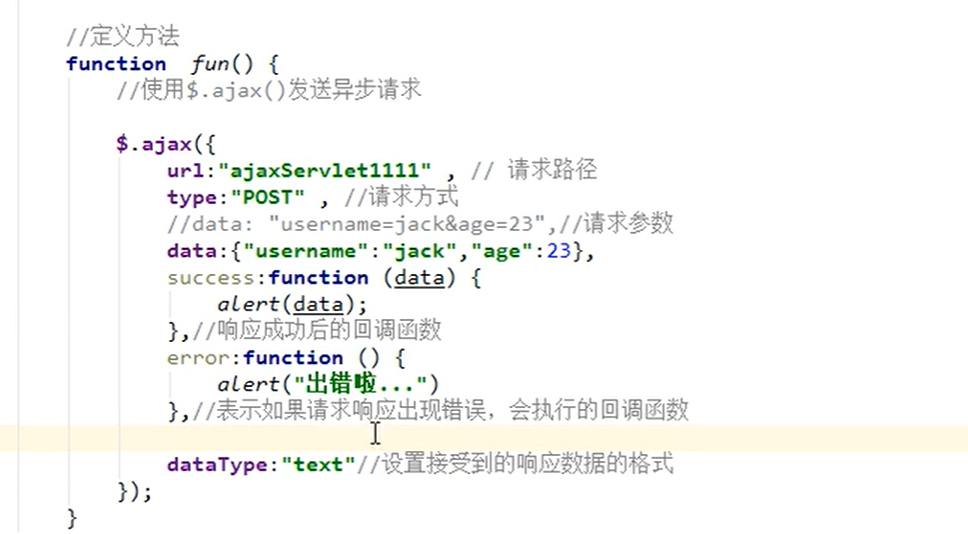 //定义方法
function fun() {
//使用$.ajax()发送异步请求
$.ajax({
url:"ajaxServlet1111" , // 请求路径
type:"POST" , //请求方式
//data: "username=jack&age=23",//请求参数
data:{"username":"jack","age":23},
success:function (data) {
alert(data);
},//响应成功后的回调函数
error:function () {
alert("出错啦...")
},//表示如果请求响应出现错误，会执行的回调函数
dataType:"text"//设置接受到的响应数据的格式
});
}